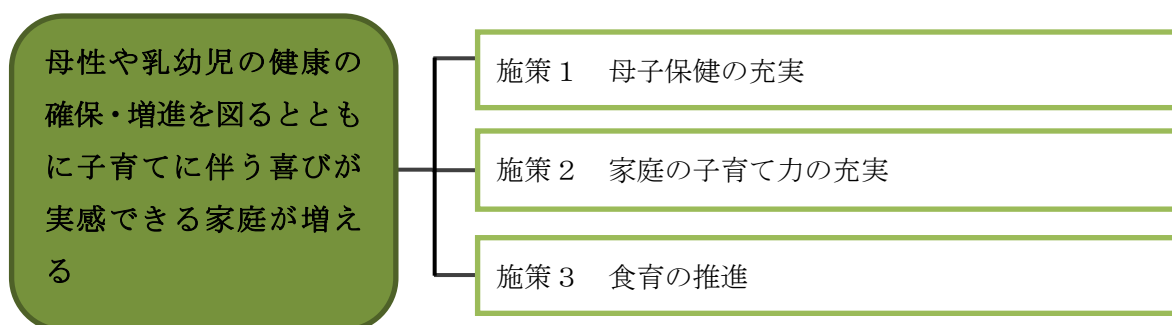 母性や乳幼児の健康の
確保・増進を図るととも
に子育てに伴う喜びが
実感できる家庭が増え
る
施策１　母子保健の充実
施策２　家庭の子育て力の充実
施策３　食育の推進